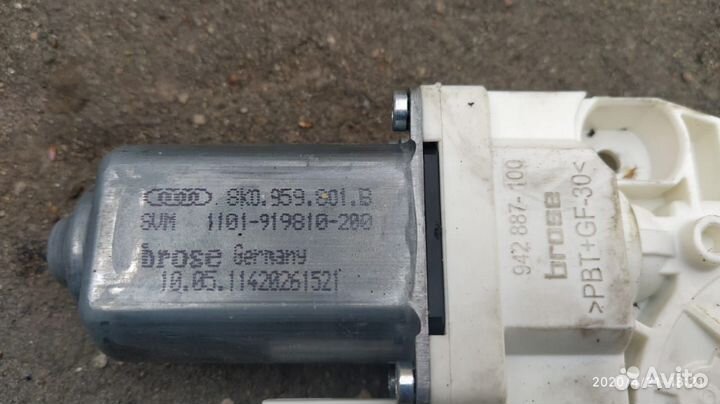 8K0.959.801.B
SVM 1101-919810-200
brose Germany
10.05.11420261521
942 887-100
brose
>PBT+GF-30<
Avito